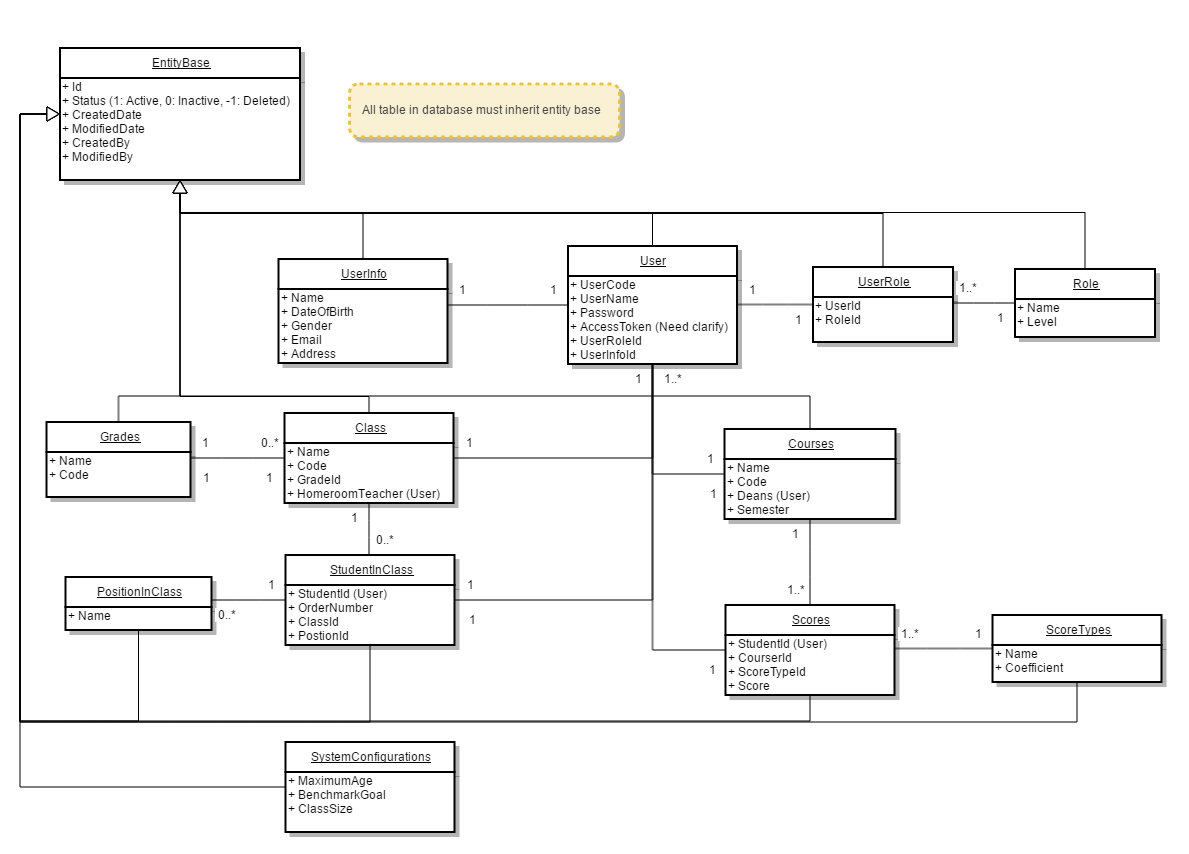 EntityBase
+ Id
+ Status (1: Active, 0: Inactive, -1: Deleted)
+ CreatedDate
+ ModifiedDate
+ CreatedBy
+ ModifiedBy
All table in database must inherit entity base
UserInfo
+ Name
+ DateOfBirth
+ Gender
+ Email
+ Address
1
1
User
+ UserCode
+ UserName
+ Password
+ AccessToken (Need clarify)
+ UserRoleId
+ UserInfoId
1
1
UserRole
+ UserId
+ RoleId
1..*
1
Role
+ Name
+ Level
1
1..*
Grades
+ Name
+ Code
1
0..*
1
1
Class
+ Name
+ Code
+ GradeId
+ HomeroomTeacher (User)
1
1
0..*
Courses
+ Name
+ Code
+ Deans (User)
+ Semester
1
1
1
1..*
PositionInClass
+ Name
1
0..*
StudentInClass
+ StudentId (User)
+ OrderNumber
+ ClassId
+ PostionId
1
1
Scores
+ StudentId (User)
+ CourserId
+ ScoreTypeId
+ Score
1
1..*
1
ScoreTypes
+ Name
+ Coefficient
SystemConfigurations
+ MaximumAge
+ BenchmarkGoal
+ ClassSize